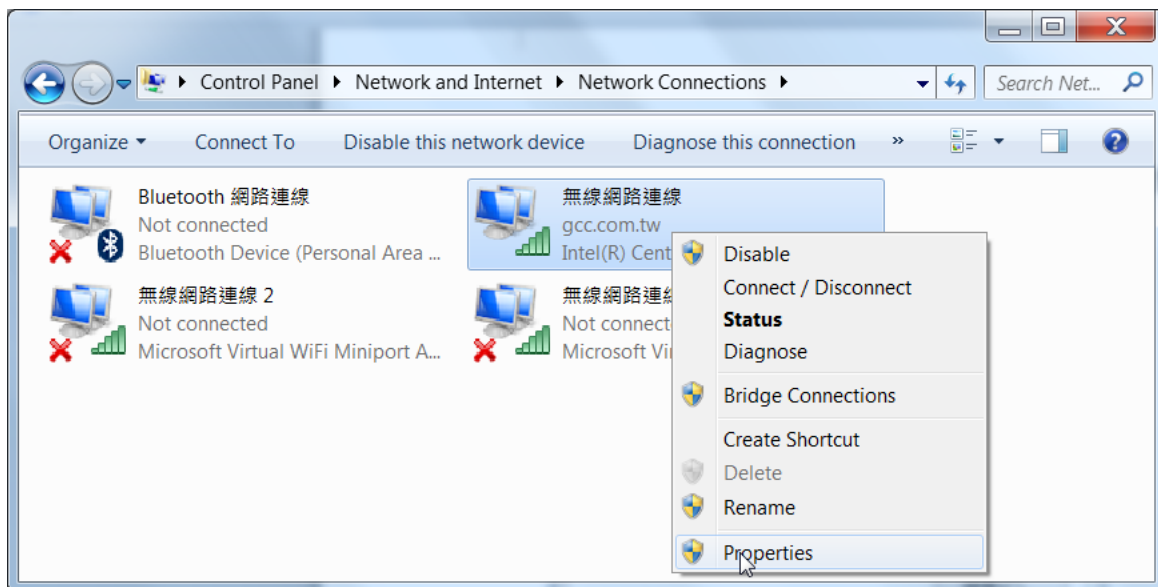 Control Panel Network and Internet Network Connections
Search Net...
Organize Connect To Disable this network device Diagnose this connection »
Bluetooth 網路連線
Not connected
Bluetooth Device (Personal Area ...
無線網路連線
gcc.com.tw
Intel(R) Cent
無線網路連線 2
Not connected
Microsoft Virtual WiFi Miniport A...
無線網路連線
Not connect
Microsoft Vi
Disable
Connect / Disconnect
Status
Diagnose
Bridge Connections
Create Shortcut
Delete
Rename
Properties